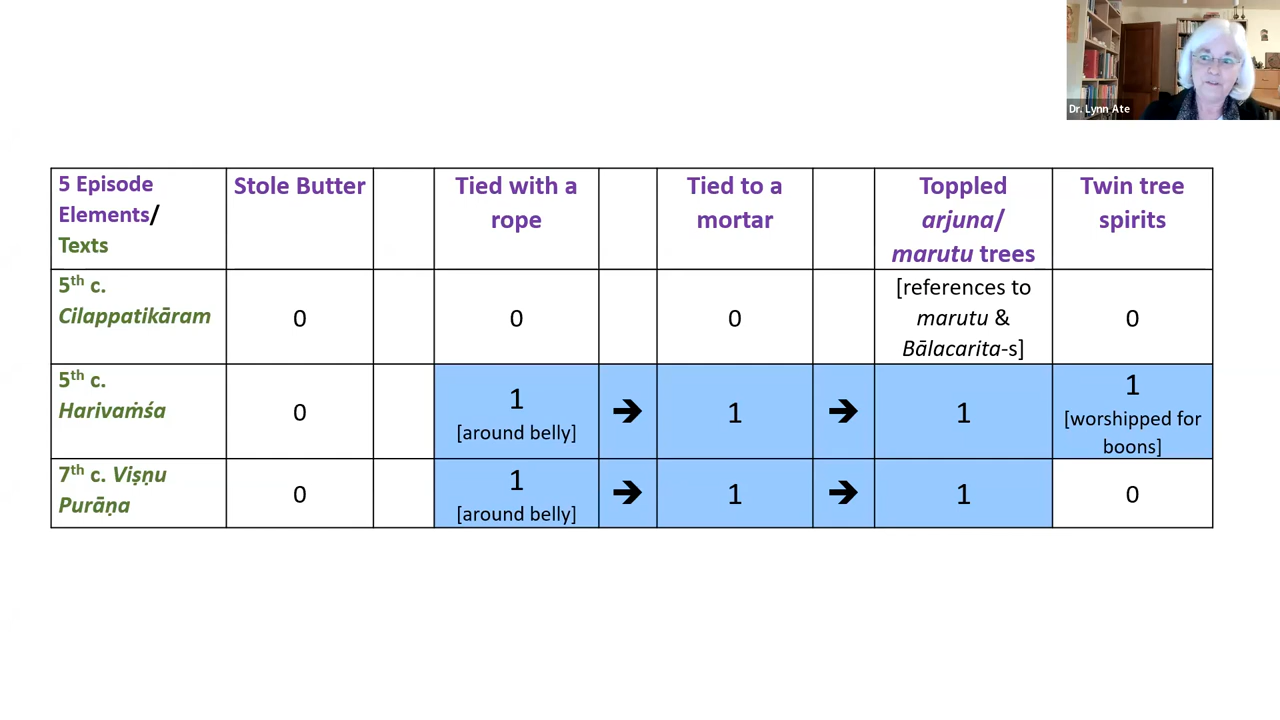 Dr. Lynn Ate
5 Episode
Elements/
Texts
Stole Butter
Tied with a
rope
Tied to a
mortar
Toppled
arjuna/
marutu trees
Twin tree
spirits
5th c.
Cilappatikāram
0
0
0
[references to
marutu &
Bālacarita-s]
0
5th c.
Harivaṁśa
0
1
[around belly]
➔
1
➔
1
1
[worshipped for
boons]
7th c. Viṣṇu
Purāṇa
0
1
[around belly]
➔
1
➔
1
0